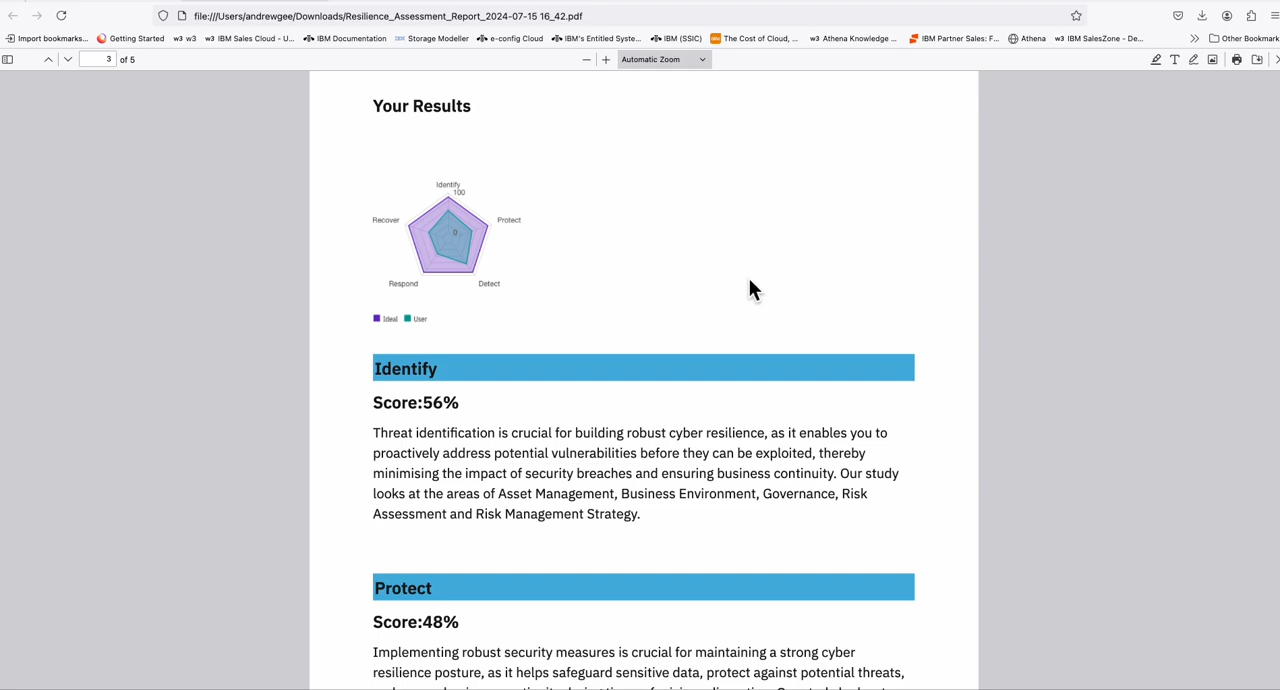 file:///Users/andrewgee/Downloads/Resilience_Assessment_Report_2024-07-15 16_42.pdf
Import bookmarks... Getting Started w3 w3 w3 IBM Sales Cloud - U... IBM Documentation IBM Storage Modeller e-config Cloud IBM's Entitled Syste... IBM (SSIC) The Cost of Cloud, ... w3 Athena Knowledge ... IBM Partner Sales: F... Athena w3 IBM SalesZone - De... Other Bookmark
3 of 5 Automatic Zoom
Your Results
Identify
100
Recover
Protect
0
Respond
Detect
Ideal User
Identify
Score:56%
Threat identification is crucial for building robust cyber resilience, as it enables you to
proactively address potential vulnerabilities before they can be exploited, thereby
minimising the impact of security breaches and ensuring business continuity. Our study
looks at the areas of Asset Management, Business Environment, Governance, Risk
Assessment and Risk Management Strategy.
Protect
Score:48%
Implementing robust security measures is crucial for maintaining a strong cyber
resilience posture, as it helps safeguard sensitive data, protect against potential threats,